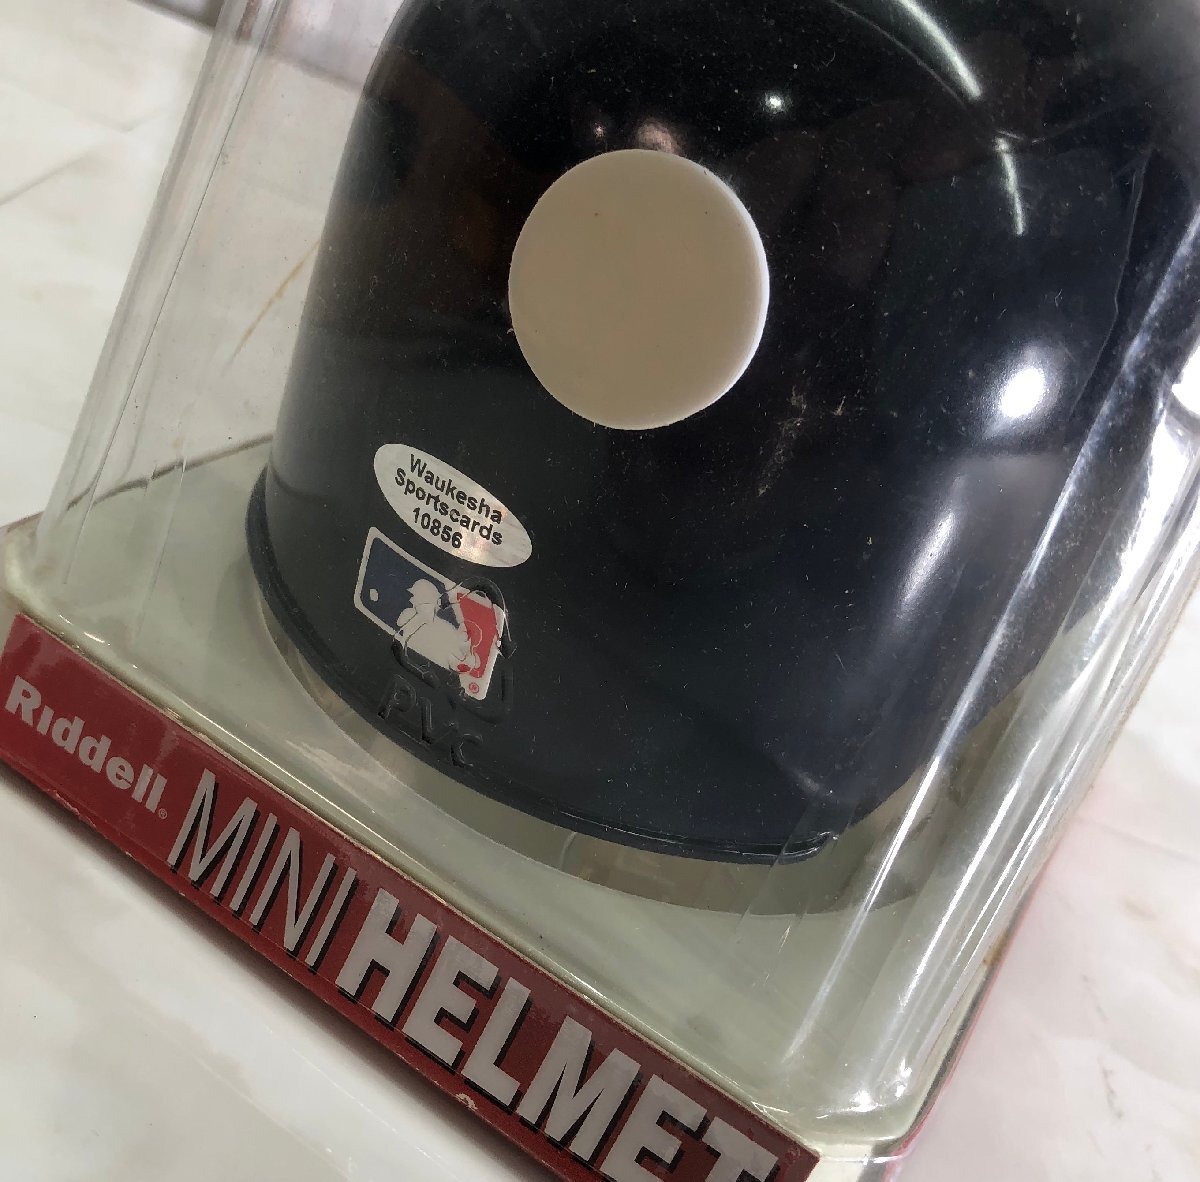 Waukesha
Sportscards
10856
PVC
Riddell®
MINI HELMET